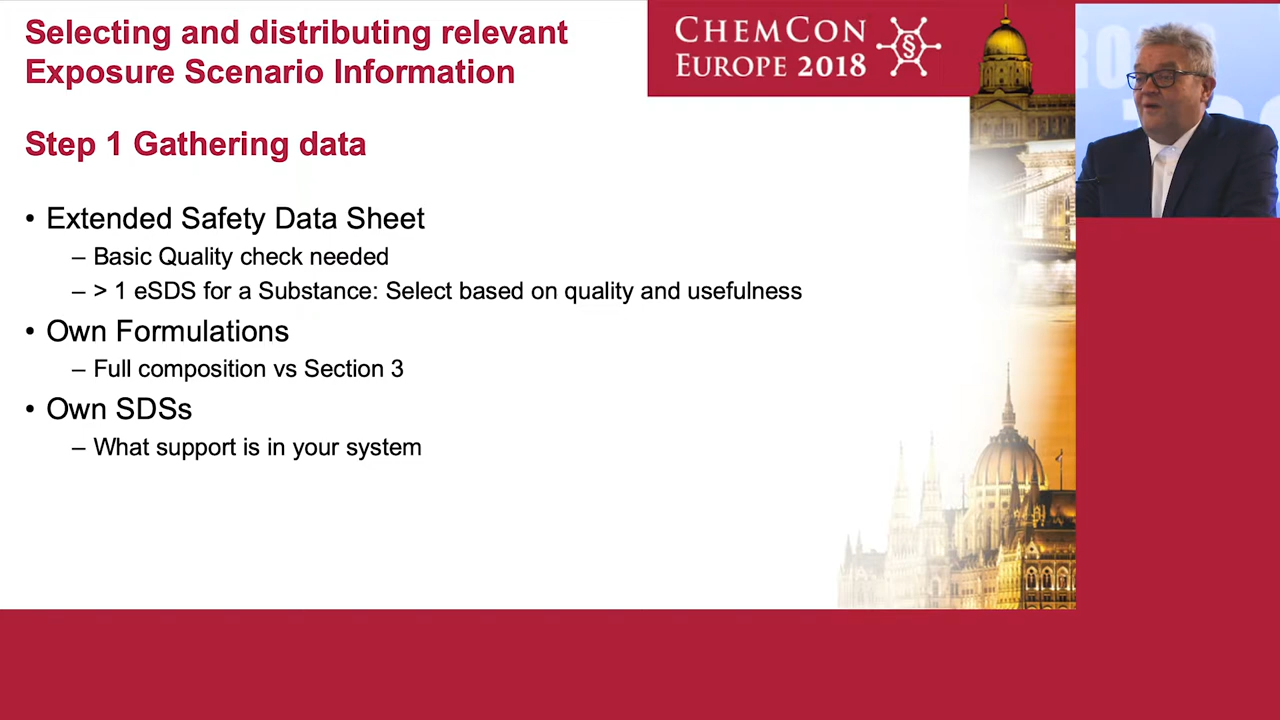 Selecting and distributing relevant
Exposure Scenario Information
CHEMCON
EUROPE 2018
§
Step 1 Gathering data
• Extended Safety Data Sheet
– Basic Quality check needed
– > 1 eSDS for a Substance: Select based on quality and usefulness
• Own Formulations
– Full composition vs Section 3
• Own SDSs
– What support is in your system